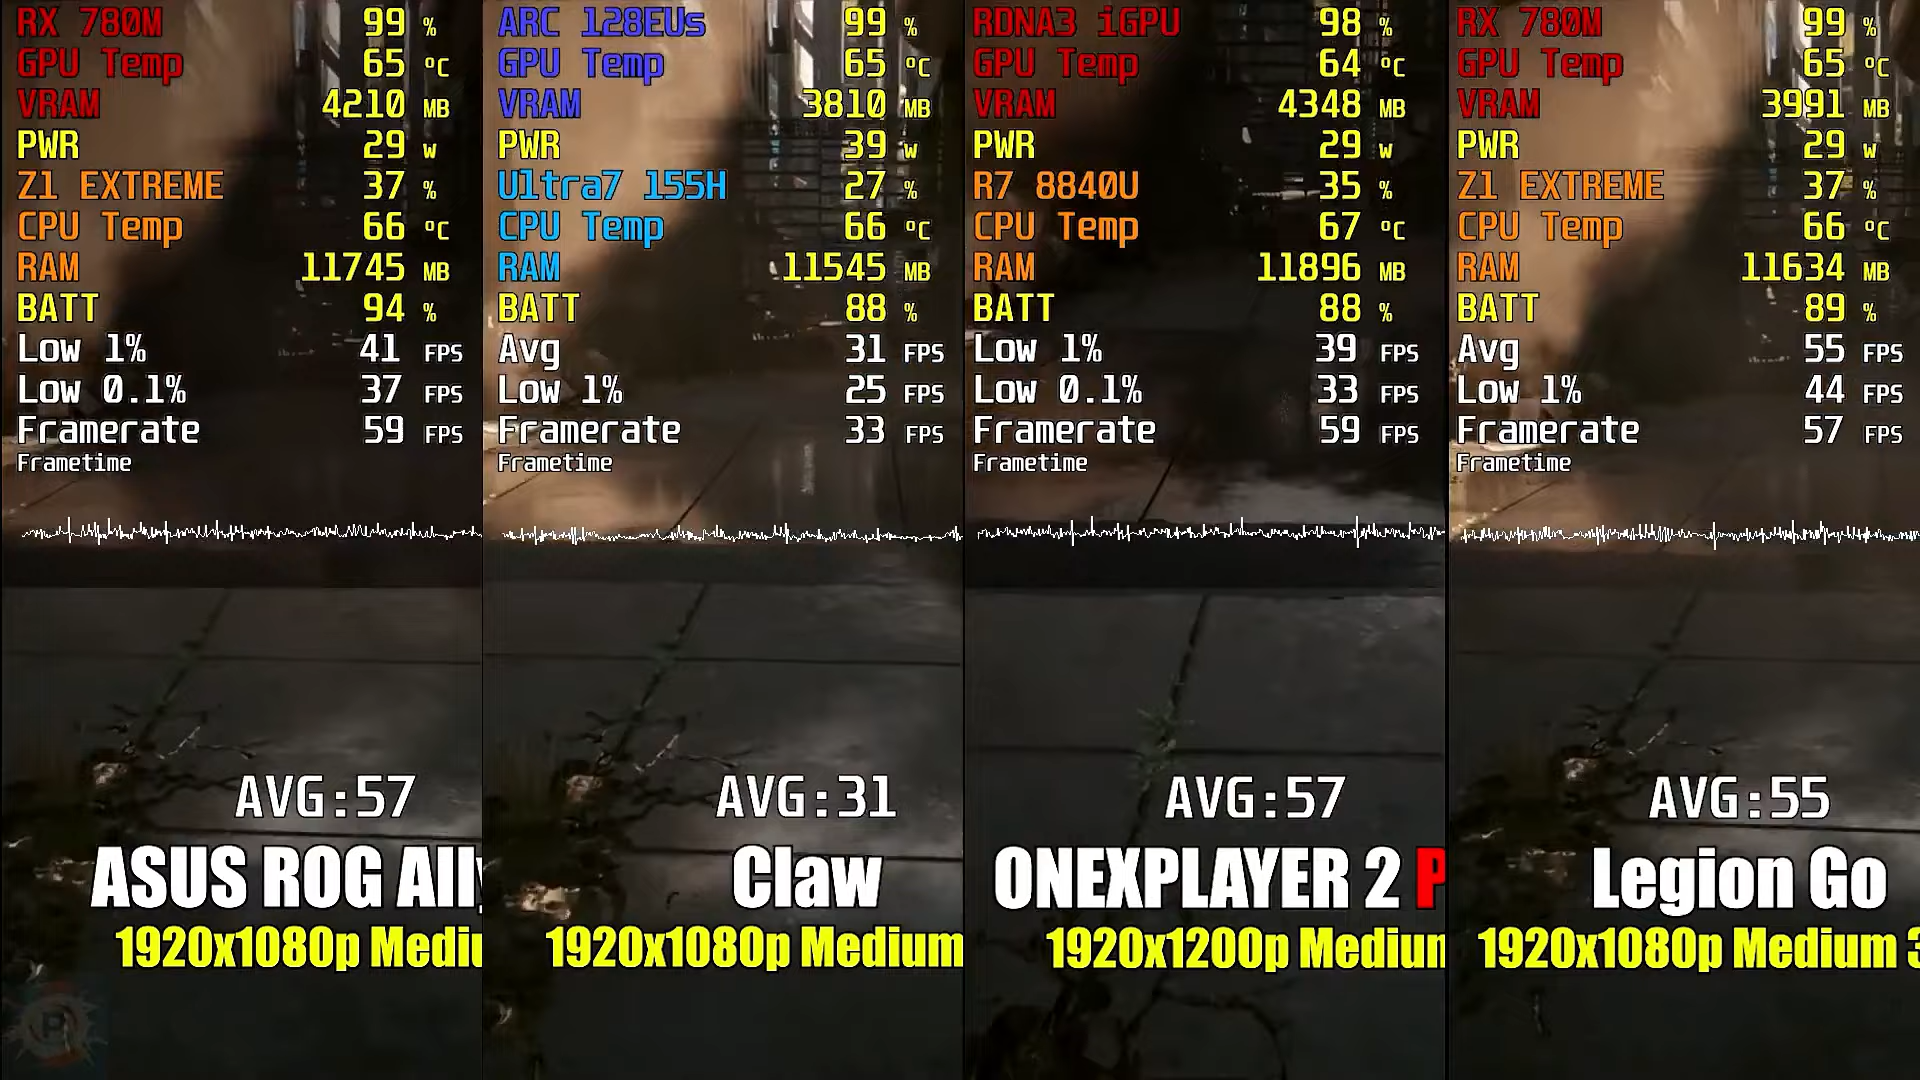 RX 780M 99 %
GPU Temp 65 °C
VRAM 4210 MB
PWR 29 W
Z1 EXTREME 37 %
CPU Temp 66 °C
RAM 11745 MB
BATT 94 %
Low 1% 41 FPS
Low 0.1% 37 FPS
Framerate 59 FPS
Frametime
AVG:57
ASUS ROG Ally
1920x1080p Mediu
ARC 128EUs 99 %
GPU Temp 65 °C
VRAM 3810 MB
PWR 39 W
Ultra7 155H 27 %
CPU Temp 66 °C
RAM 11545 MB
BATT 88 %
Avg 31 FPS
Low 1% 25 FPS
Framerate 33 FPS
Frametime
AVG:31
Claw
1920x1080p Medium
RDNA3 iGPU 98 %
GPU Temp 64 °C
VRAM 4348 MB
PWR 29 W
R7 8840U 35 %
CPU Temp 67 °C
RAM 11896 MB
BATT 88 %
Low 1% 39 FPS
Low 0.1% 33 FPS
Framerate 59 FPS
Frametime
AVG:57
ONEXPLAYER 2 P
1920x1200p Medium
RX 780M 99 %
GPU Temp 65 °C
VRAM 3991 MB
PWR 29 W
Z1 EXTREME 37 %
CPU Temp 66 °C
RAM 11634 MB
BATT 89 %
Avg 55 FPS
Low 1% 44 FPS
Framerate 57 FPS
Frametime
AVG:55
Legion Go
1920x1080p Medium 3